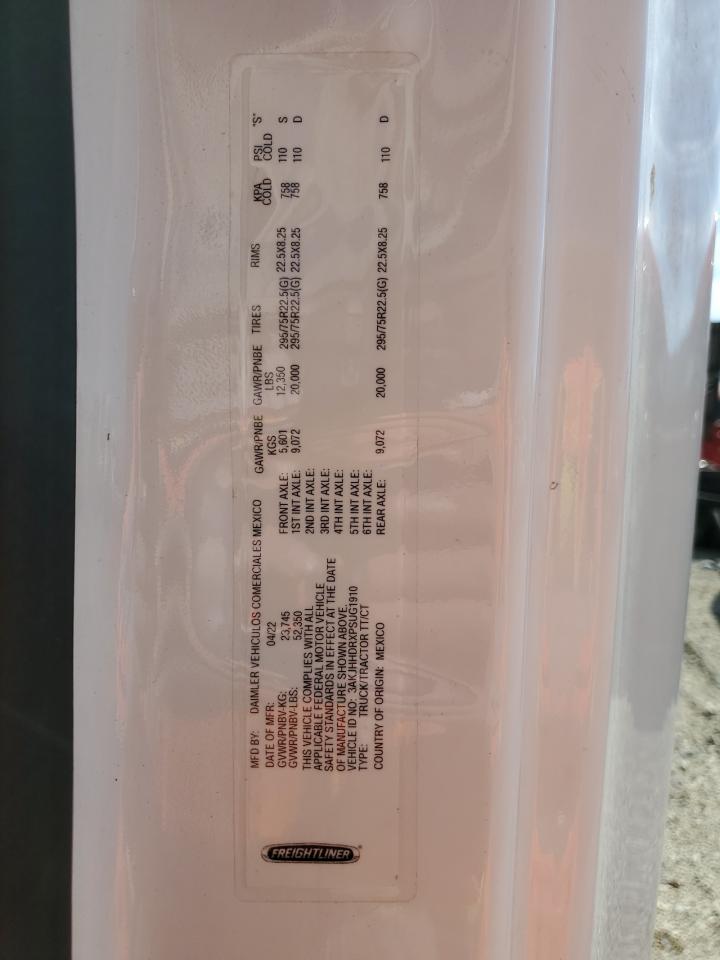 FREIGHTLINER
MFD BY: DAIMLER VEHICULOS COMERCIALES MEXICO
DATE OF MFR: 04/22
GVWR/PNBV-KG: 23,745
GVWR/PNBV-LBS: 52,350
THIS VEHICLE COMPLIES WITH ALL
APPLICABLE FEDERAL MOTOR VEHICLE
SAFETY STANDARDS IN EFFECT AT THE DATE
OF MANUFACTURE SHOWN ABOVE.
VEHICLE ID NO: 3AKJHHDRXPSUG1910
TYPE: TRUCK/TRACTOR TT/CT
COUNTRY OF ORIGIN: MEXICO
GAWR/PNBE GAWR/PNBE TIRES RIMS KPA PSI "S"
KGS LBS COLD COLD
FRONT AXLE: 5,601 12,350 295/75R22.5(G) 22.5X8.25 758 110 S
1ST INT AXLE: 9,072 20,000 295/75R22.5(G) 22.5X8.25 758 110 D
2ND INT AXLE:
3RD INT AXLE:
4TH INT AXLE:
5TH INT AXLE:
6TH INT AXLE:
REAR AXLE: 9,072 20,000 295/75R22.5(G) 22.5X8.25 758 110 D